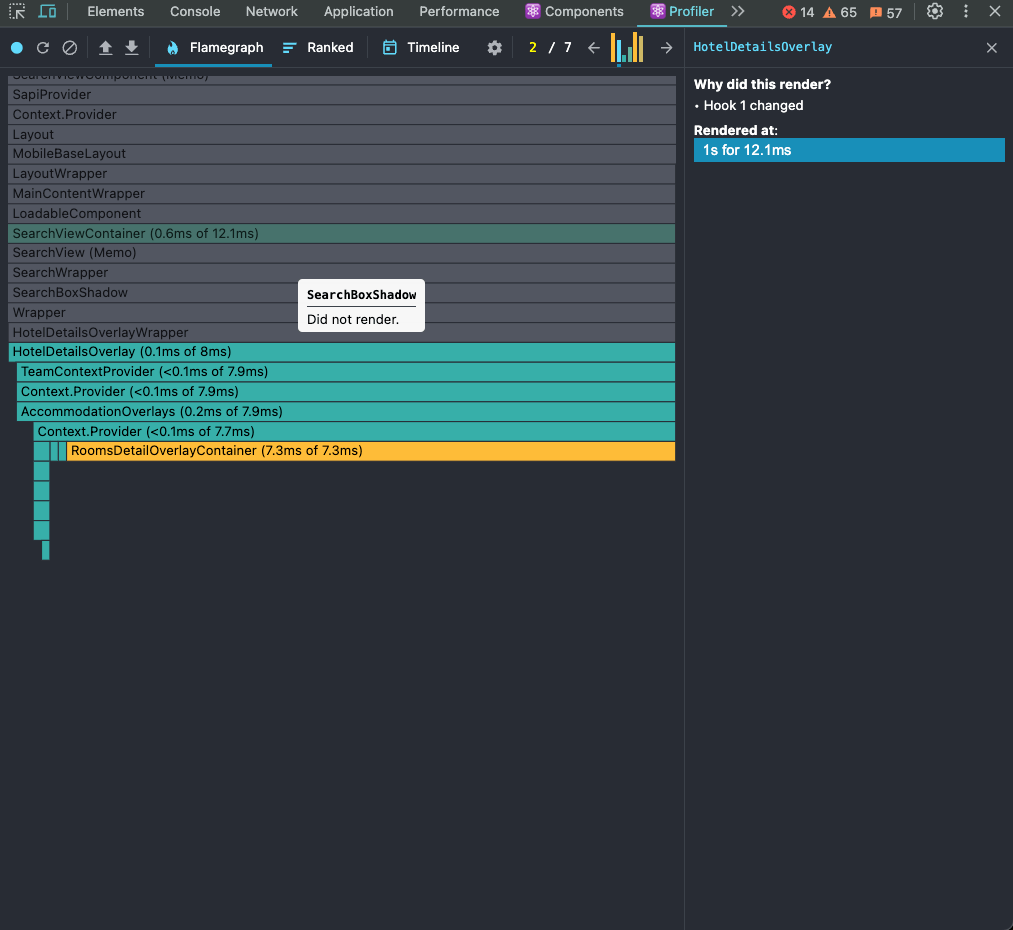 Elements Console Network Application Performance Components Profiler 14 65 57
Flamegraph Ranked Timeline 2 / 7 HotelDetailsOverlay
SearchViewComponent (Memo)
SapiProvider
Context.Provider
Layout
MobileBaseLayout
LayoutWrapper
MainContentWrapper
LoadableComponent
SearchViewContainer (0.6ms of 12.1ms)
SearchView (Memo)
SearchWrapper
SearchBoxShadow
Wrapper
HotelDetailsOverlayWrapper
HotelDetailsOverlay (0.1ms of 8ms)
TeamContextProvider (<0.1ms of 7.9ms)
Context.Provider (<0.1ms of 7.9ms)
AccommodationOverlays (0.2ms of 7.9ms)
Context.Provider (<0.1ms of 7.7ms)
RoomsDetailOverlayContainer (7.3ms of 7.3ms)
SearchBoxShadow
Did not render.
Why did this render?
• Hook 1 changed
Rendered at:
1s for 12.1ms